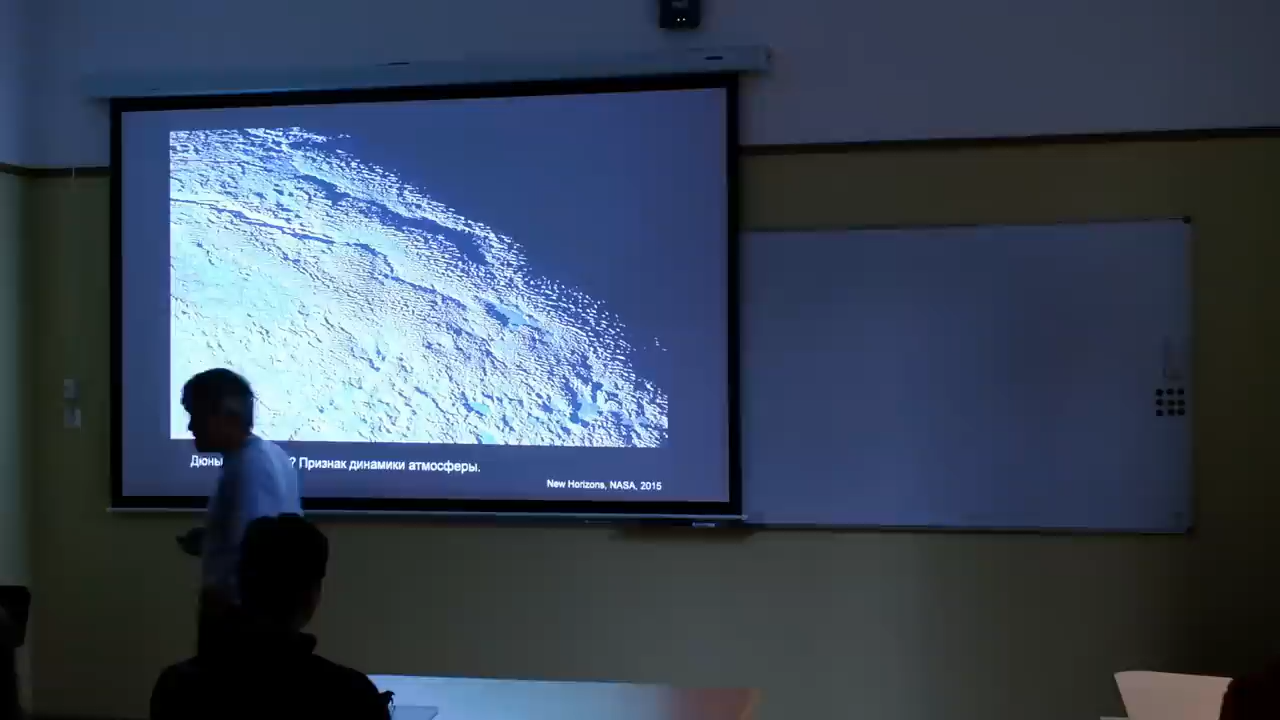 Дюны ? Признак динамики атмосферы.
New Horizons, NASA, 2015